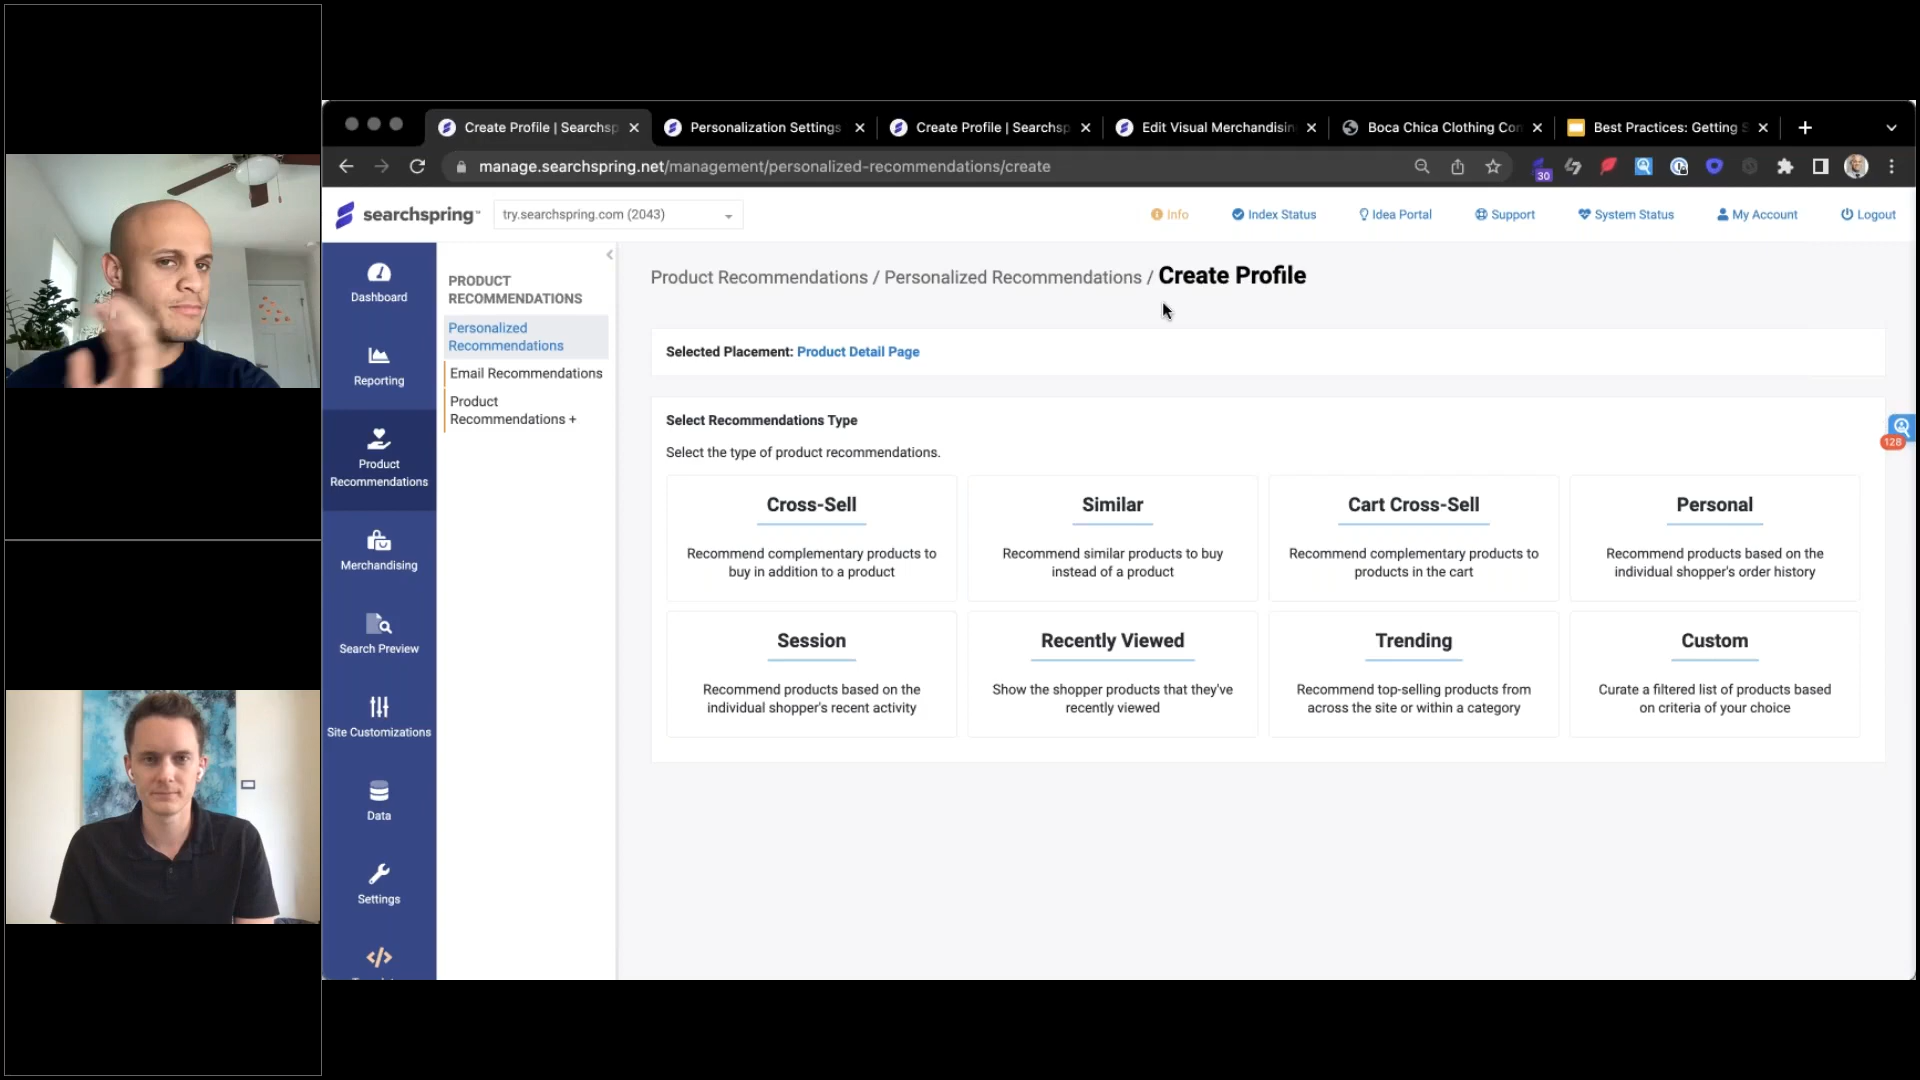 Create Profile | Searchsp
Personalization Settings
Create Profile | Searchsp
Edit Visual Merchandisin
Boca Chica Clothing Con
Best Practices: Getting S
manage.searchspring.net/management/personalized-recommendations/create
30
searchspring™
try.searchspring.com (2043)
Info
Index Status
Idea Portal
Support
System Status
My Account
Logout
Dashboard
Reporting
Product
Recommendations
Merchandising
Search Preview
Site Customizations
Data
Settings
PRODUCT
RECOMMENDATIONS
Personalized
Recommendations
Email Recommendations
Product
Recommendations +
Product Recommendations / Personalized Recommendations / Create Profile
Selected Placement: Product Detail Page
Select Recommendations Type
Select the type of product recommendations.
Cross-Sell
Recommend complementary products to
buy in addition to a product
Similar
Recommend similar products to buy
instead of a product
Cart Cross-Sell
Recommend complementary products to
products in the cart
Personal
Recommend products based on the
individual shopper's order history
Session
Recommend products based on the
individual shopper's recent activity
Recently Viewed
Show the shopper products that they've
recently viewed
Trending
Recommend top-selling products from
across the site or within a category
Custom
Curate a filtered list of products based
on criteria of your choice
128